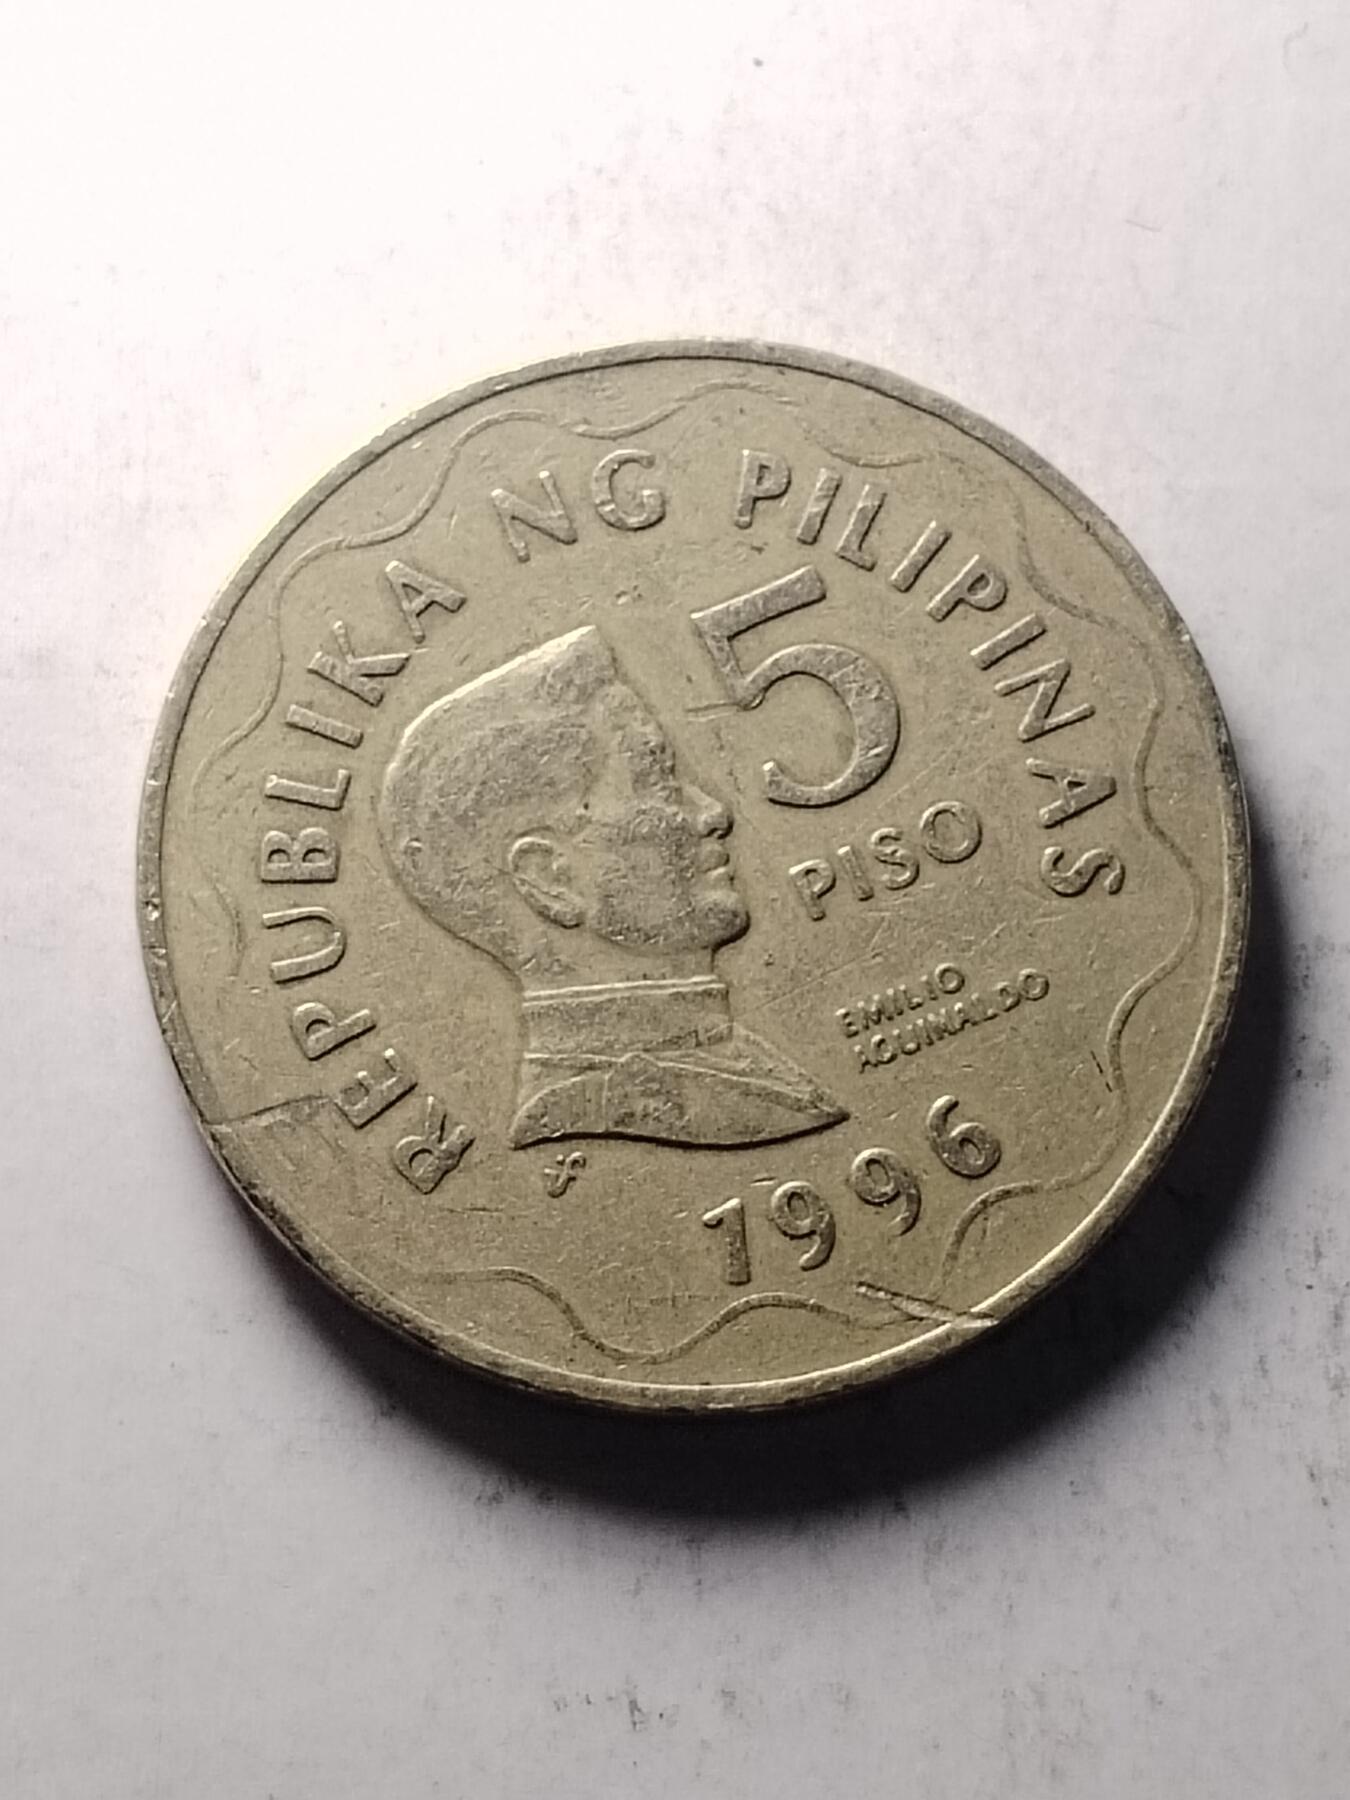 REPUBLIKA NG PILIPINAS
5
PISO
EMILIO
AGUINALDO
1996